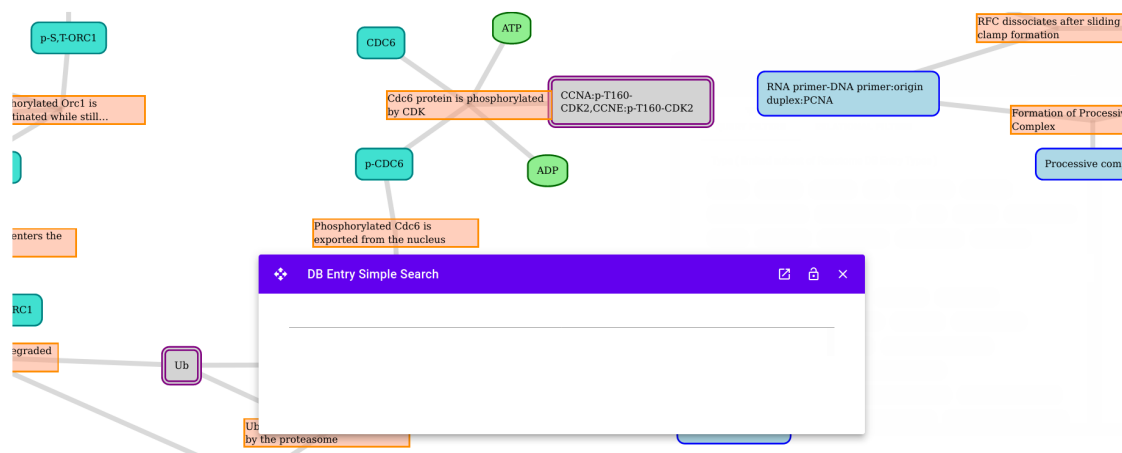 p-S,T-ORC1
CDC6
ATP
RFC dissociates after sliding
clamp formation
RNA primer-DNA primer:origin
duplex:PCNA
CCNA:p-T160-
CDK2,CCNE:p-T160-CDK2
Cdc6 protein is phosphorylated
by CDK
horylated Orc1 is
tinated while still...
Formation of Processiv
Complex
p-CDC6
ADP
Processive com
Phosphorylated Cdc6 is
exported from the nucleus
enters the
DB Entry Simple Search
RC1
egraded
Ub
Ub
by the proteasome